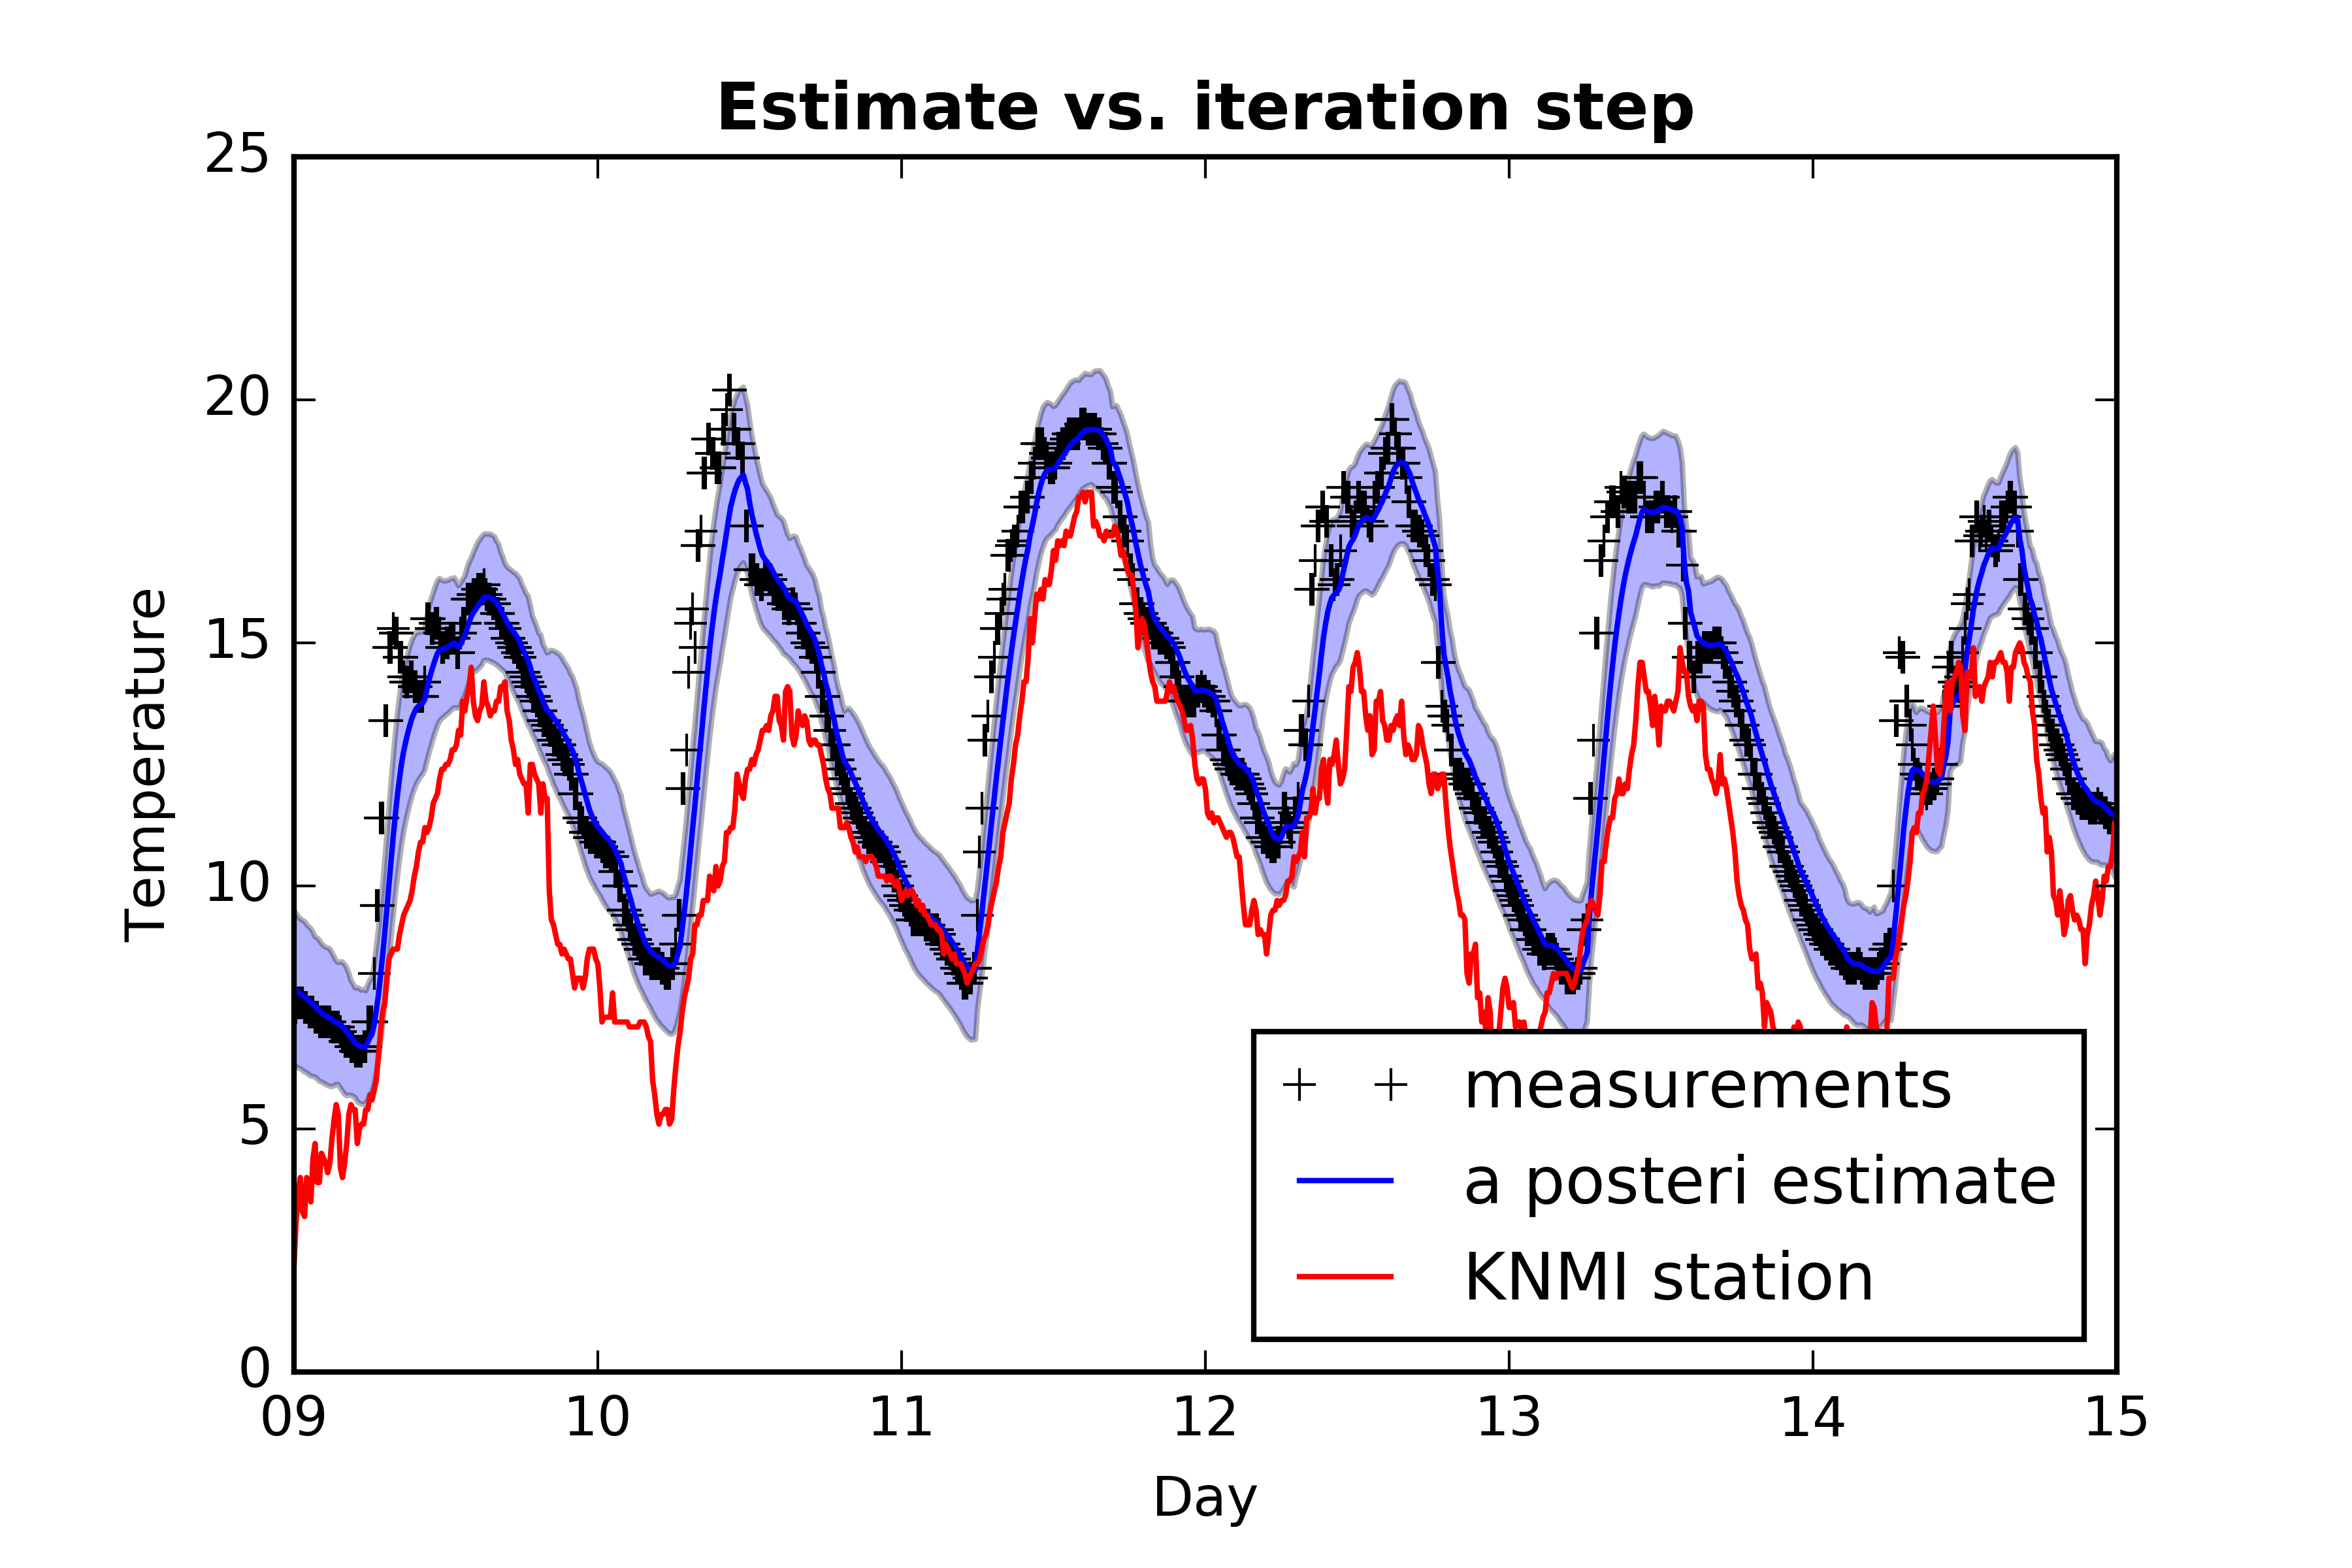 Estimate vs. iteration step
25
20
15
10
5
0
Temperature
09 10 11 12 13 14 15
Day
measurements
a posteri estimate
KNMI station